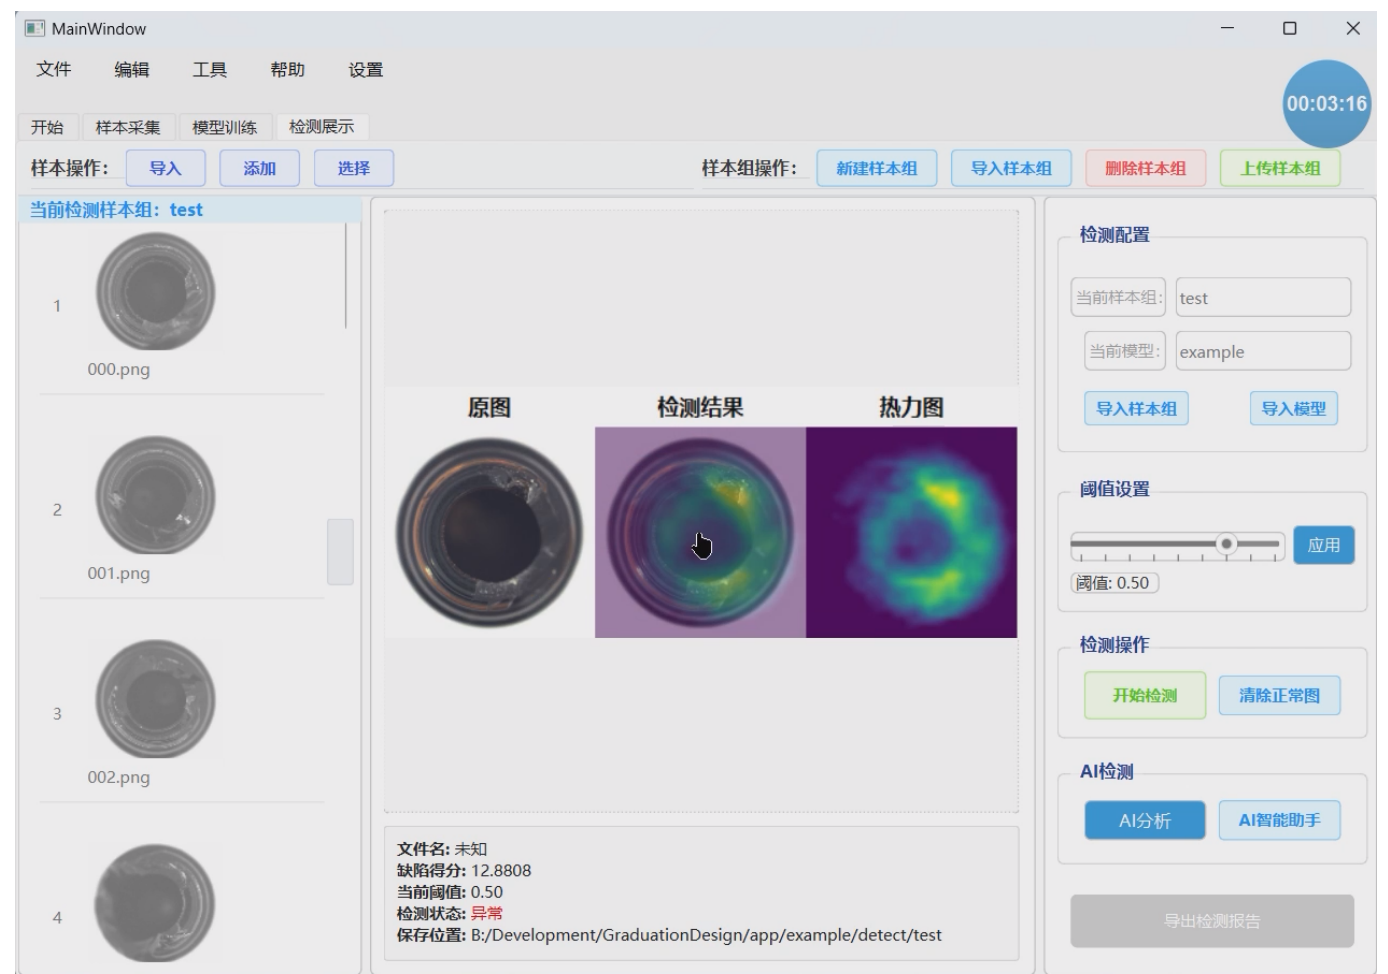 MainWindow
文件 编辑 工具 帮助 设置
00:03:16
开始 样本采集 模型训练 检测展示
样本操作： 导入 添加 选择 样本组操作： 新建样本组 导入样本组 删除样本组 上传样本组
当前检测样本组：test
1
000.png
2
001.png
3
002.png
4
原图 检测结果 热力图
文件名: 未知
缺陷得分: 12.8808
当前阈值: 0.50
检测状态: 异常
保存位置: B:/Development/GraduationDesign/app/example/detect/test
检测配置
当前样本组: test
当前模型: example
导入样本组 导入模型
阈值设置
应用
阈值: 0.50
检测操作
开始检测 清除正常图
AI检测
AI分析 AI智能助手
导出检测报告